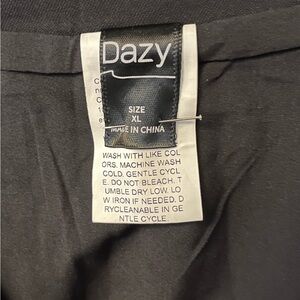 Dazy
SIZE
XL
MADE IN CHINA
WASH WITH LIKE COL
ORS. MACHINE WASH
COLD. GENTLE CYCL
E. DO NOT BLEACH. T
UMBLE DRY LOW. LO
W IRON IF NEEDED. D
RYCLEANABLE IN GE
NTLE CYCLE.